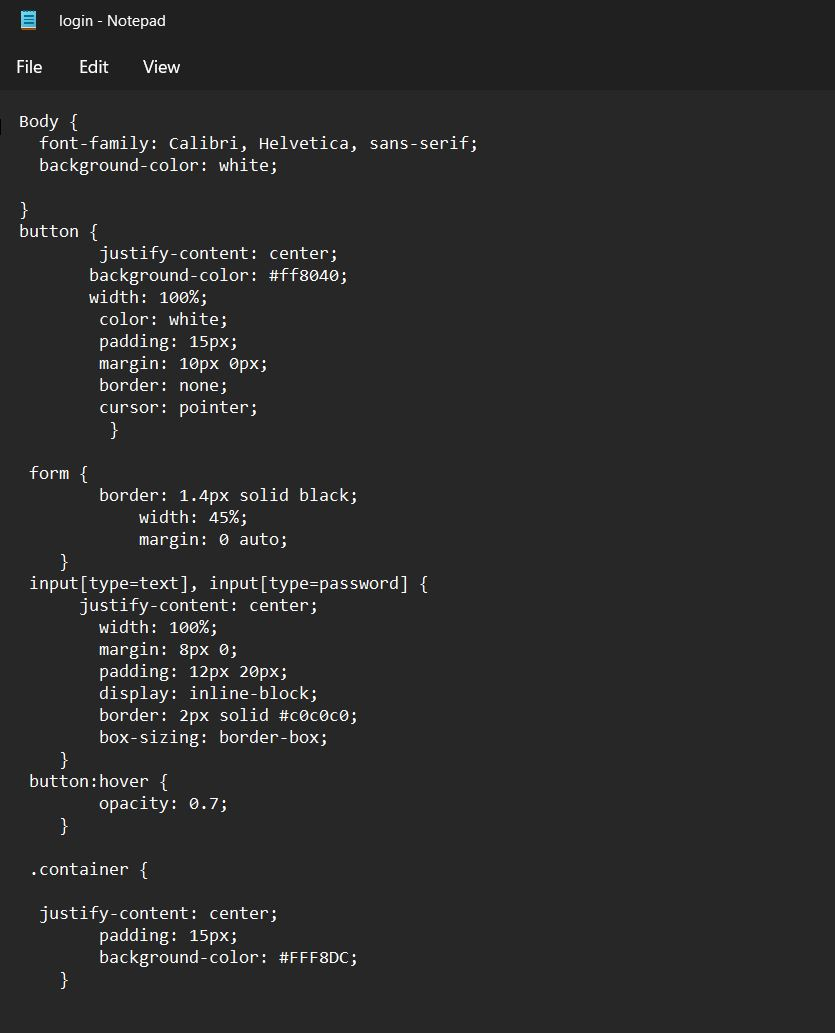 login - Notepad
File Edit View
Body {
font-family: Calibri, Helvetica, sans-serif;
background-color: white;
}
button {
justify-content: center;
background-color: #ff8040;
width: 100%;
color: white;
padding: 15px;
margin: 10px 0px;
border: none;
cursor: pointer;
}
form {
border: 1.4px solid black;
width: 45%;
margin: 0 auto;
}
input[type=text], input[type=password] {
justify-content: center;
width: 100%;
margin: 8px 0;
padding: 12px 20px;
display: inline-block;
border: 2px solid #c0c0c0;
box-sizing: border-box;
}
button:hover {
opacity: 0.7;
}
.container {
justify-content: center;
padding: 15px;
background-color: #FFF8DC;
}